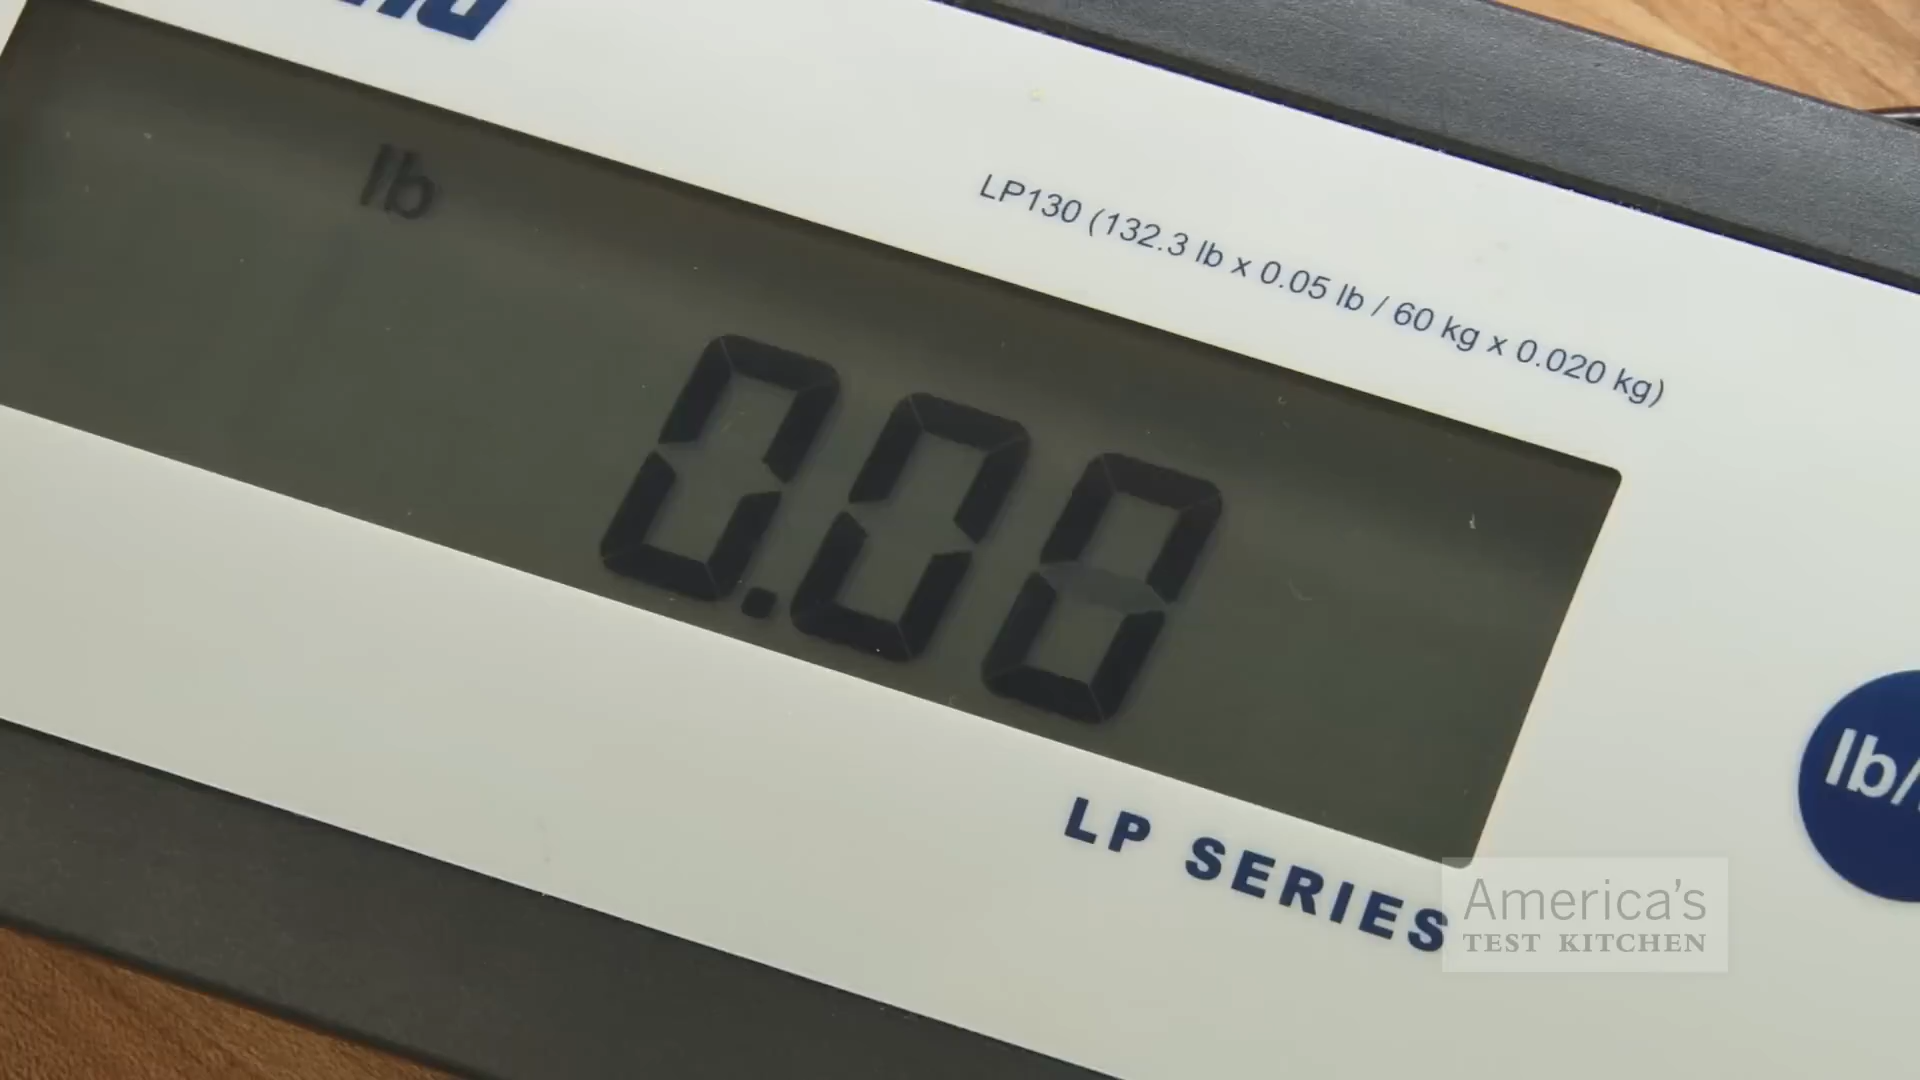 lb
LP130 (132.3 lb x 0.05 lb / 60 kg x 0.020 kg)
0.00
lb/
LP SERIES
America's
TEST KITCHEN